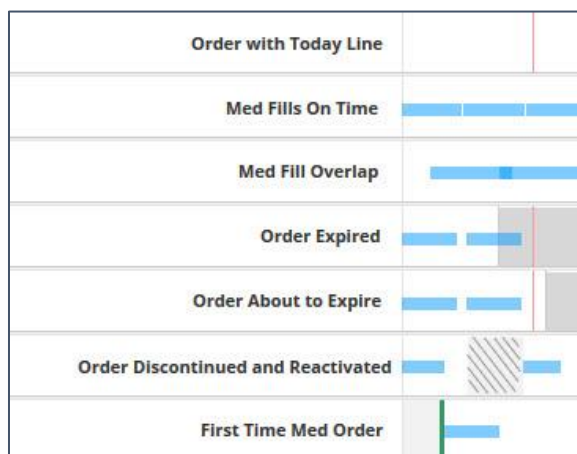 Order with Today Line
Med Fills On Time
Med Fill Overlap
Order Expired
Order About to Expire
Order Discontinued and Reactivated
First Time Med Order